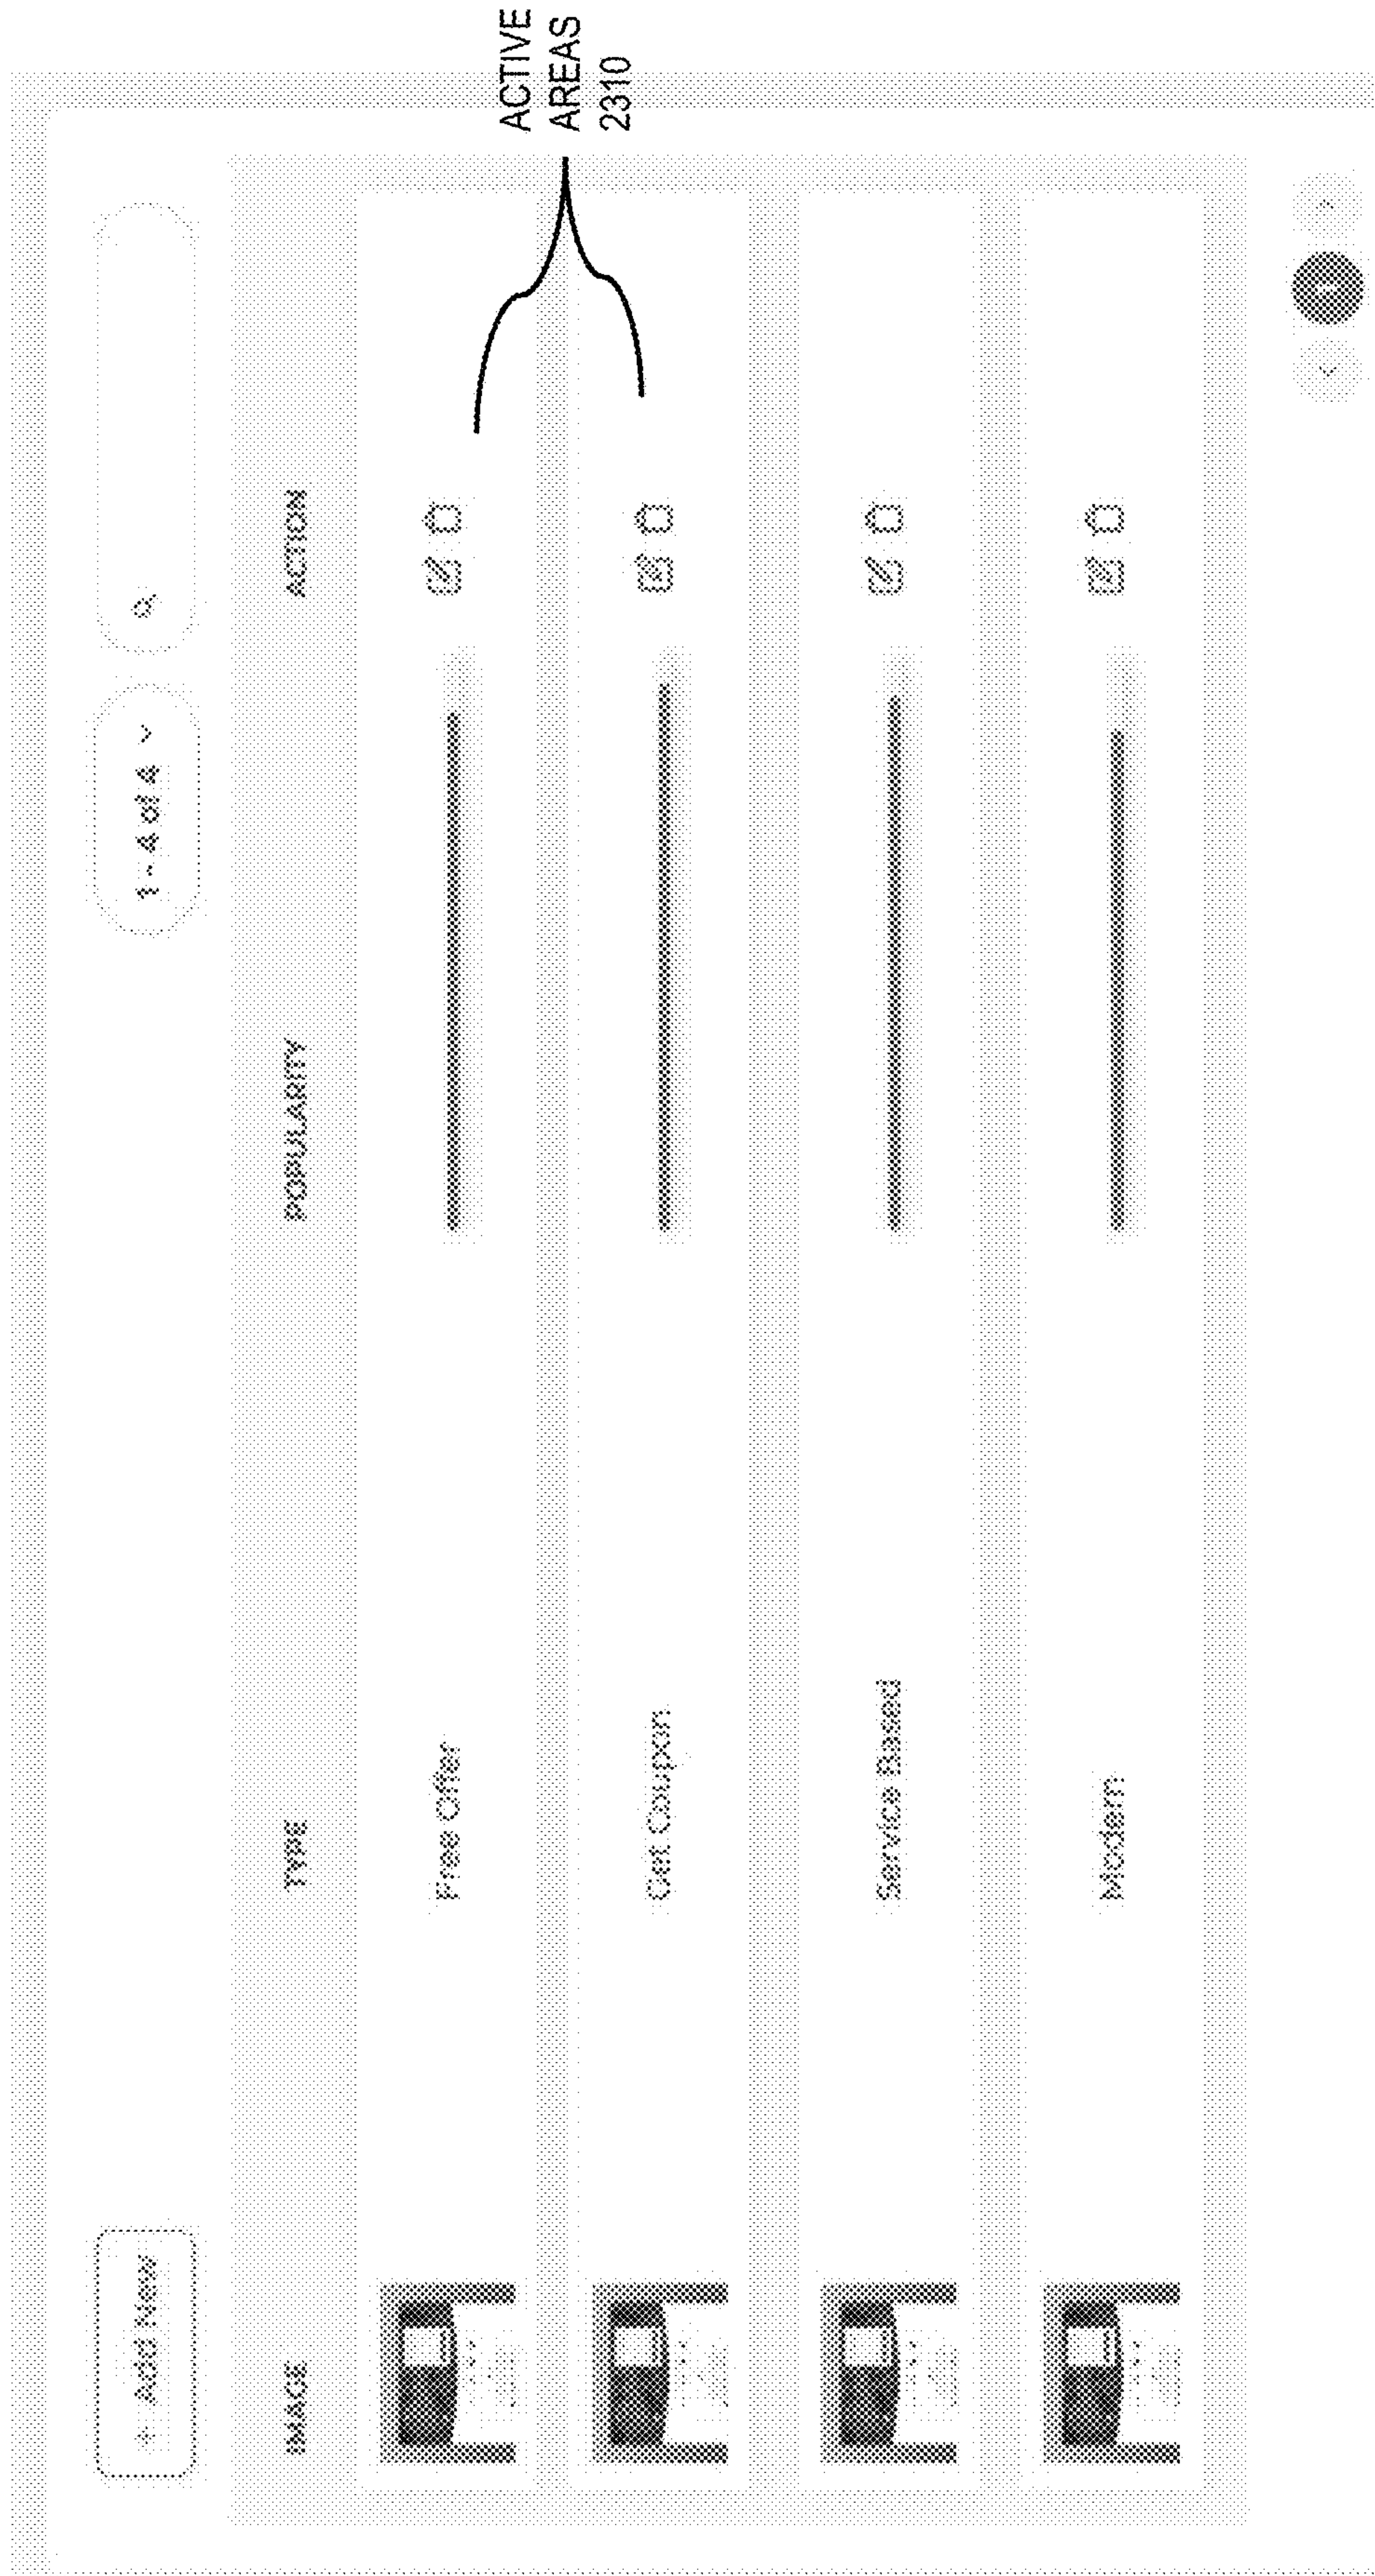 + Add New
1 - 4 of 4
IMAGE TYPE POPULARITY ACTION
Free Offer
Get Coupon
Service Based
Modern
ACTIVE
AREAS
2310